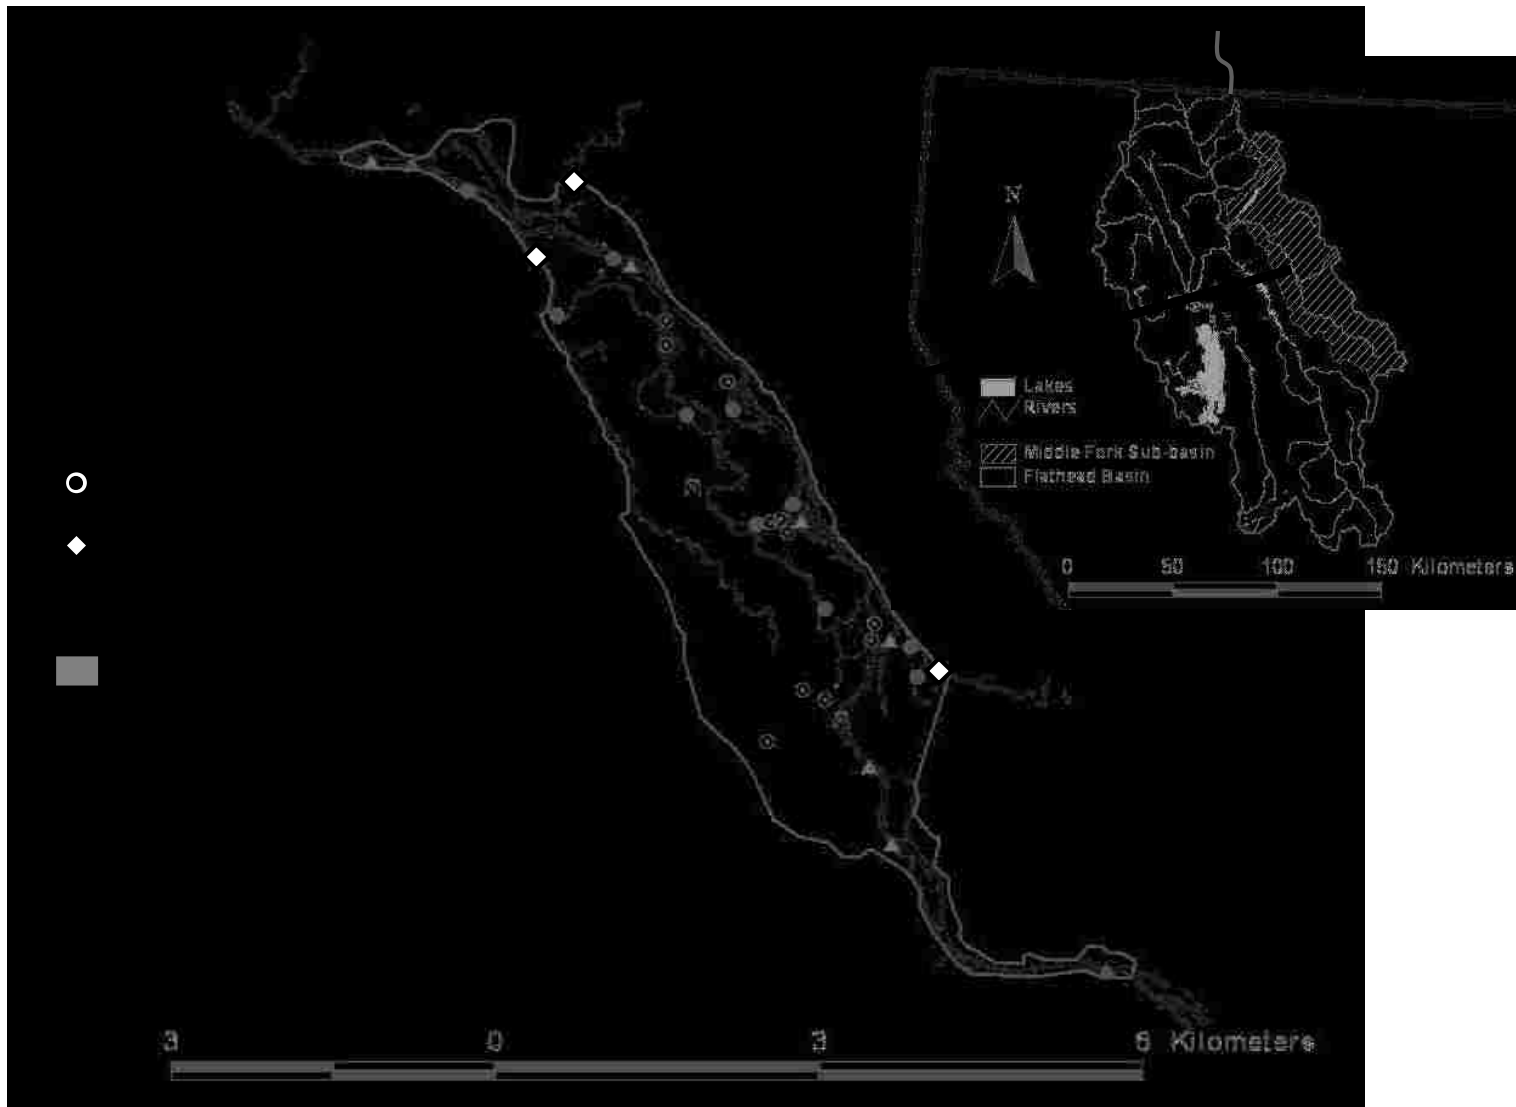 N
Lakes
Rivers
Middle Fork Sub-basin
Flathead Basin
0 50 100 150 Kilometers
3 0 3 6 Kilometers